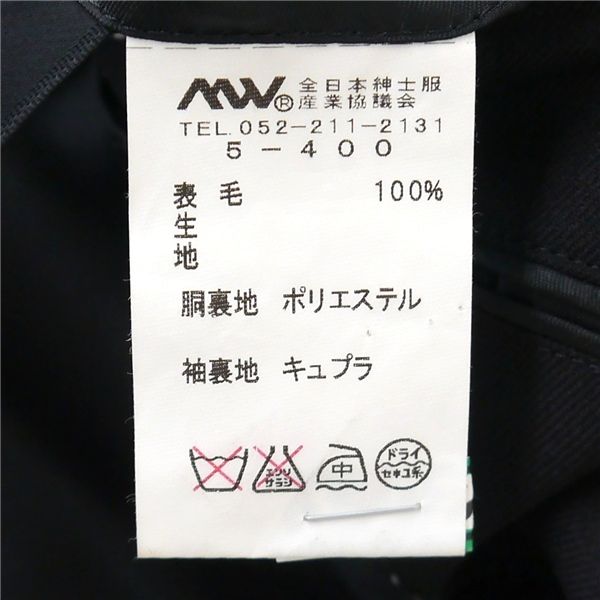 MW® 全日本紳士服
産業協議会
TEL.052-211-2131
5-400
表生地 毛 100%
胴裏地 ポリエステル
袖裏地 キュプラ
エンソ
サラシ
中
ドライ
セキユ系